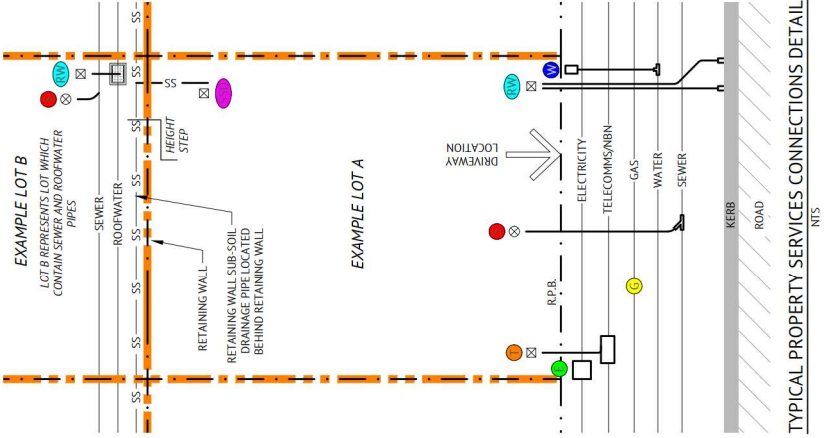 EXAMPLE LOT B
LOT B REPRESENTS LOT WHICH
CONTAIN SEWER AND ROOFWATER
PIPES
SEWER
ROOFWATER
SS
SS
SS
SS
SS
SS
SS
SS
SS
RW
HEIGHT
STEP
RETAINING WALL
RETAINING WALL SUB-SOIL
DRAINAGE PIPE LOCATED
BEHIND RETAINING WALL
EXAMPLE LOT A
DRIVEWAY
LOCATION
RW
W
T
E
G
R.P.B.
ELECTRICITY
TELECOMMS/NBN
GAS
WATER
SEWER
KERB
ROAD
TYPICAL PROPERTY SERVICES CONNECTIONS DETAIL
NTS